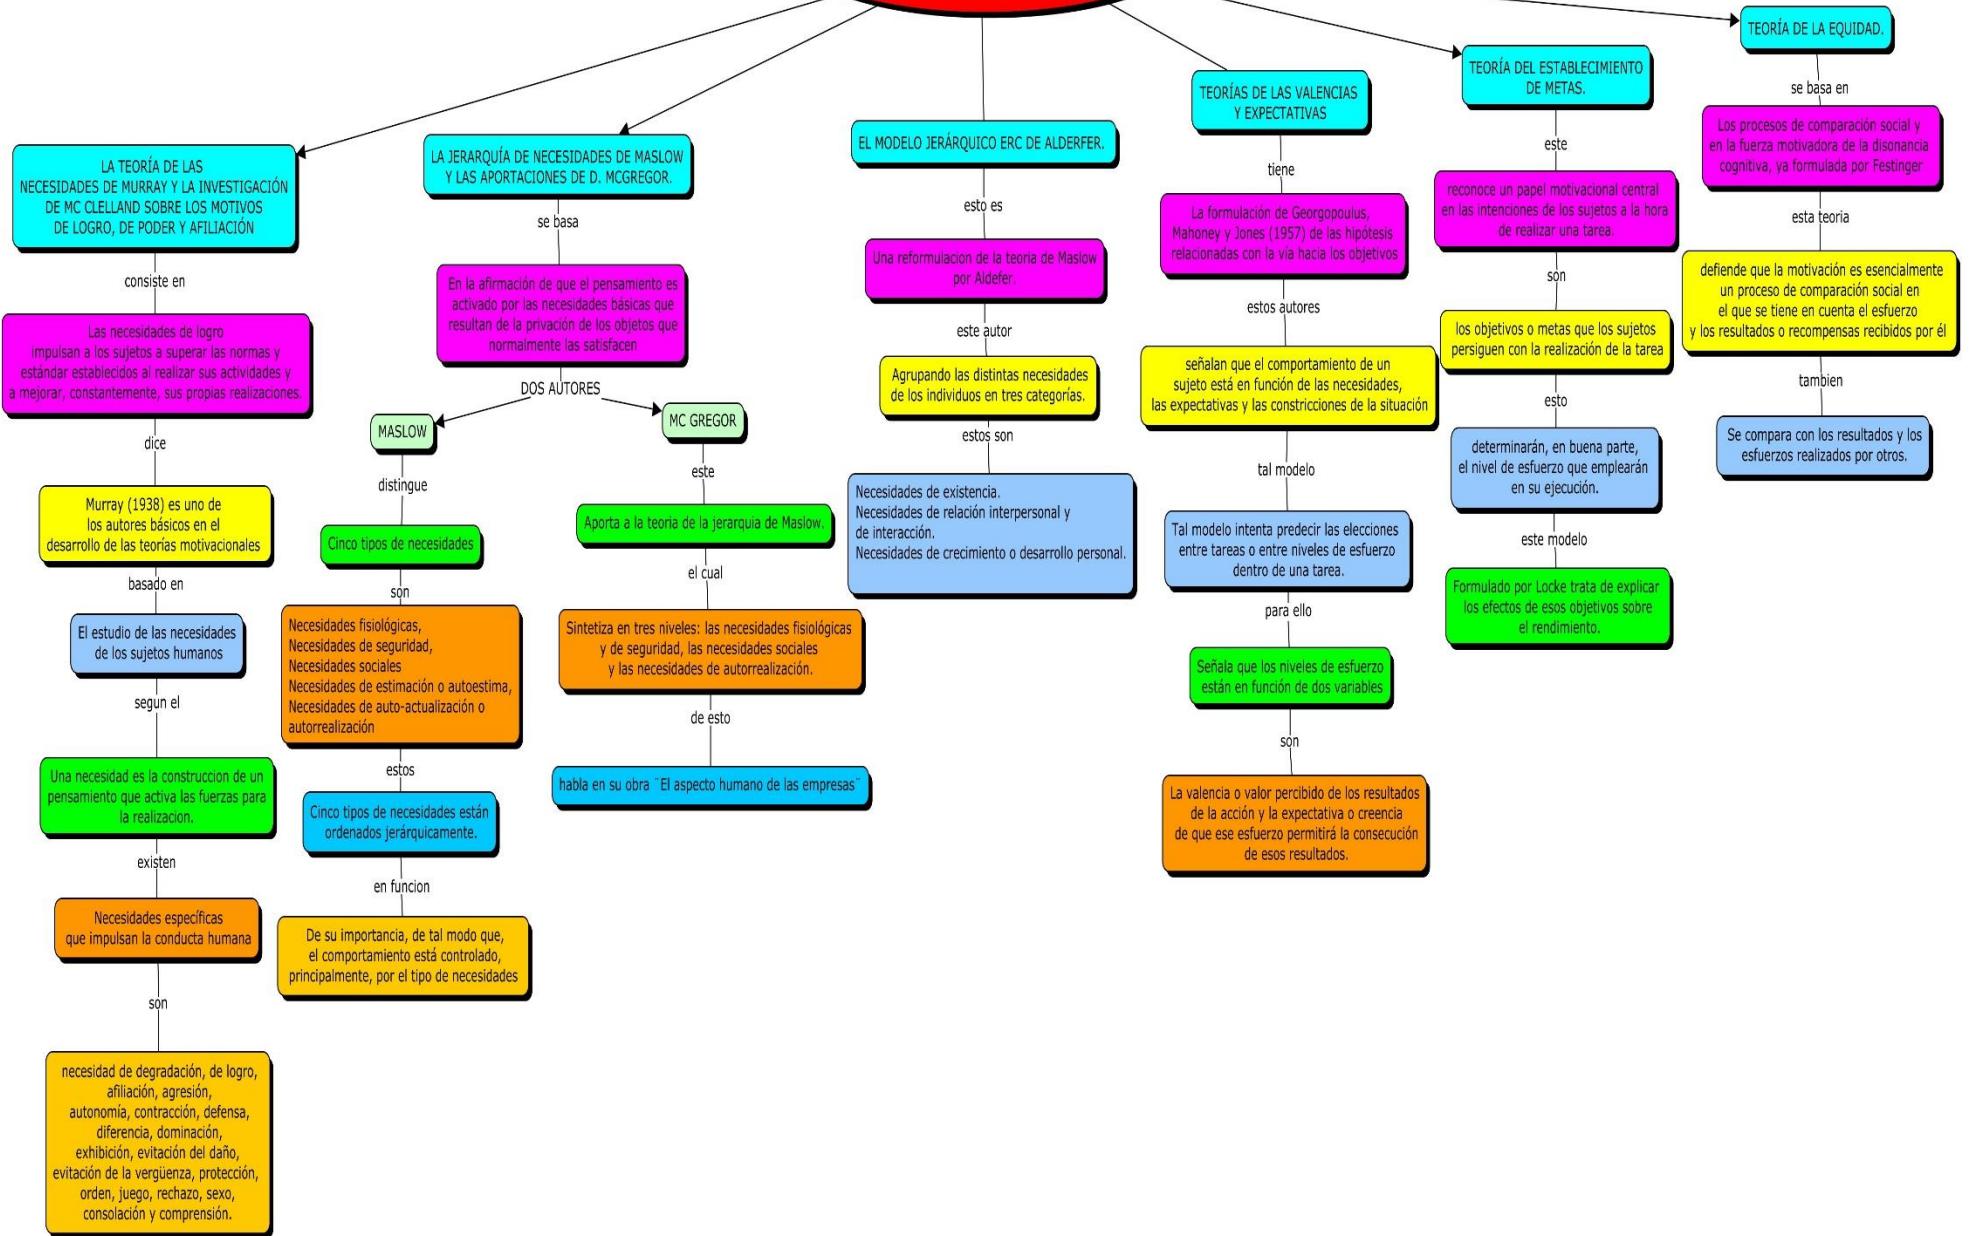 LA TEORÍA DE LAS
NECESIDADES DE MURRAY Y LA INVESTIGACIÓN
DE MC CLELLAND SOBRE LOS MOTIVOS
DE LOGRO, DE PODER Y AFILIACIÓN
consiste en
Las necesidades de logro
impulsan a los sujetos a superar las normas y
estándar establecidos al realizar sus actividades y
a mejorar, constantemente, sus propias realizaciones.
dice
Murray (1938) es uno de
los autores básicos en el
desarrollo de las teorías motivacionales
basado en
El estudio de las necesidades
de los sujetos humanos
segun el
Una necesidad es la construccion de un
pensamiento que activa las fuerzas para
la realizacion.
existen
Necesidades específicas
que impulsan la conducta humana
son
necesidad de degradación, de logro,
afiliación, agresión,
autonomía, contracción, defensa,
diferencia, dominación,
exhibición, evitación del daño,
evitación de la vergüenza, protección,
orden, juego, rechazo, sexo,
consolación y comprensión.
LA JERARQUÍA DE NECESIDADES DE MASLOW
Y LAS APORTACIONES DE D. MCGREGOR.
se basa
En la afirmación de que el pensamiento es
activado por las necesidades básicas que
resultan de la privación de los objetos que
normalmente las satisfacen
DOS AUTORES
MASLOW
distingue
Cinco tipos de necesidades
son
Necesidades fisiológicas,
Necesidades de seguridad,
Necesidades sociales
Necesidades de estimación o autoestima,
Necesidades de auto-actualización o
autorrealización
estos
Cinco tipos de necesidades están
ordenados jerárquicamente.
en funcion
De su importancia, de tal modo que,
el comportamiento está controlado,
principalmente, por el tipo de necesidades
MC GREGOR
este
Aporta a la teoria de la jerarquia de Maslow.
el cual
Sintetiza en tres niveles: las necesidades fisiológicas
y de seguridad, las necesidades sociales
y las necesidades de autorrealización.
de esto
habla en su obra ¨El aspecto humano de las empresas¨
EL MODELO JERÁRQUICO ERC DE ALDERFER.
esto es
Una reformulacion de la teoria de Maslow
por Aldefer.
este autor
Agrupando las distintas necesidades
de los individuos en tres categorías.
estos son
Necesidades de existencia.
Necesidades de relación interpersonal y
de interacción.
Necesidades de crecimiento o desarrollo personal.
TEORÍAS DE LAS VALENCIAS
Y EXPECTATIVAS
tiene
La formulación de Georgopoulus,
Mahoney y Jones (1957) de las hipótesis
relacionadas con la vía hacia los objetivos
estos autores
señalan que el comportamiento de un
sujeto está en función de las necesidades,
las expectativas y las constricciones de la situación
tal modelo
Tal modelo intenta predecir las elecciones
entre tareas o entre niveles de esfuerzo
dentro de una tarea.
para ello
Señala que los niveles de esfuerzo
están en función de dos variables
son
La valencia o valor percibido de los resultados
de la acción y la expectativa o creencia
de que ese esfuerzo permitirá la consecución
de esos resultados.
TEORÍA DEL ESTABLECIMIENTO
DE METAS.
este
reconoce un papel motivacional central
en las intenciones de los sujetos a la hora
de realizar una tarea.
son
los objetivos o metas que los sujetos
persiguen con la realización de la tarea
esto
determinarán, en buena parte,
el nivel de esfuerzo que emplearán
en su ejecución.
este modelo
Formulado por Locke trata de explicar
los efectos de esos objetivos sobre
el rendimiento.
TEORÍA DE LA EQUIDAD.
se basa en
Los procesos de comparación social y
en la fuerza motivadora de la disonancia
cognitiva, ya formulada por Festinger
esta teoria
defiende que la motivación es esencialmente
un proceso de comparación social en
el que se tiene en cuenta el esfuerzo
y los resultados o recompensas recibidos por él
tambien
Se compara con los resultados y los
esfuerzos realizados por otros.